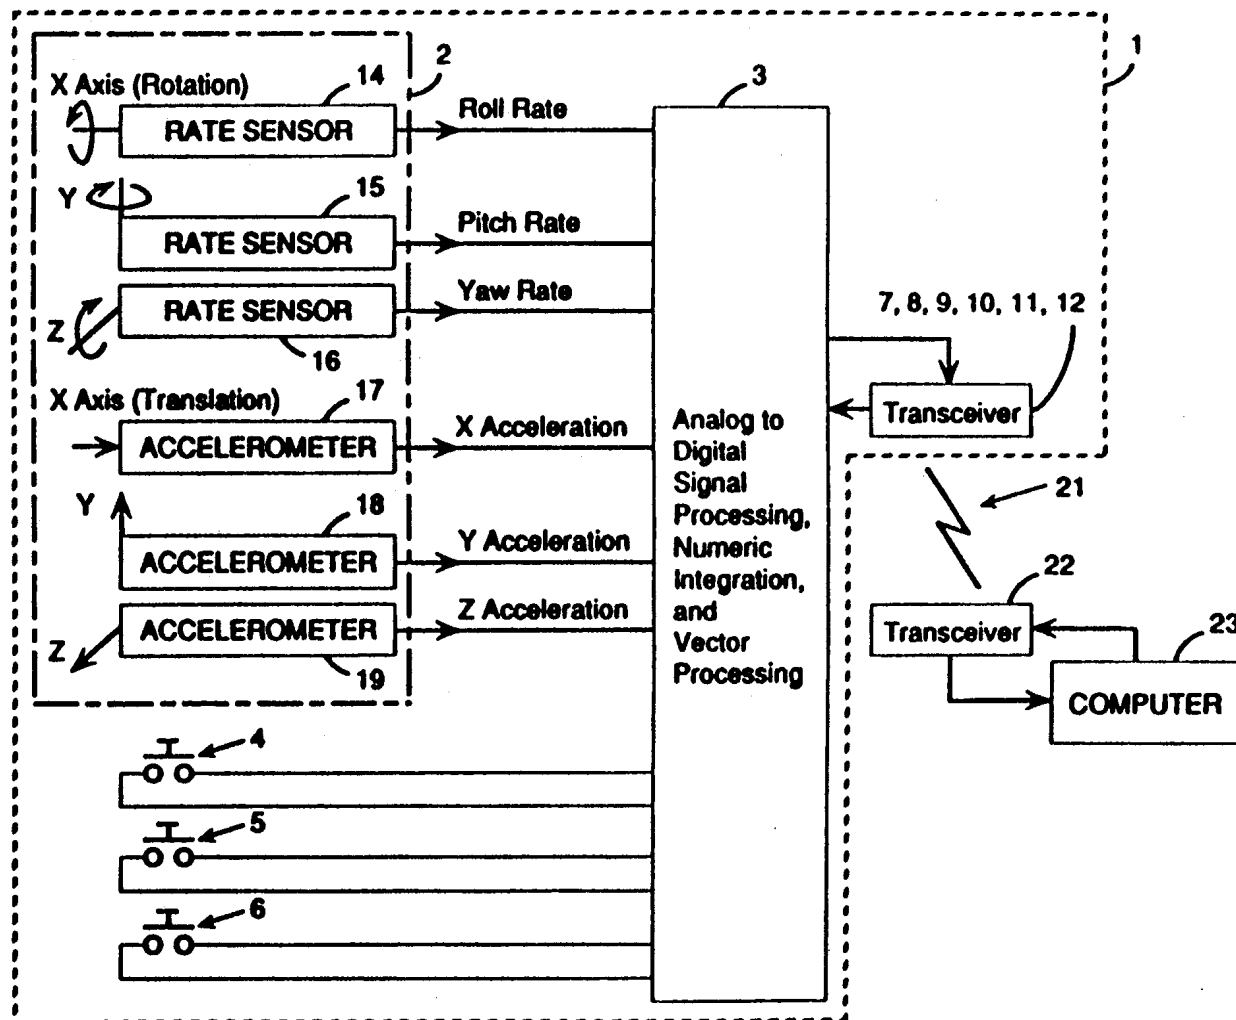 1
2
X Axis (Rotation)
14
RATE SENSOR
Roll Rate
3
Y
15
RATE SENSOR
Pitch Rate
Z
RATE SENSOR
16
Yaw Rate
7, 8, 9, 10, 11, 12
Transceiver
X Axis (Translation)
17
ACCELEROMETER
X Acceleration
Y
18
ACCELEROMETER
Y Acceleration
Z
ACCELEROMETER
19
Z Acceleration
Analog to
Digital
Signal
Processing,
Numeric
Integration,
and
Vector
Processing
21
22
Transceiver
23
COMPUTER
4
5
6